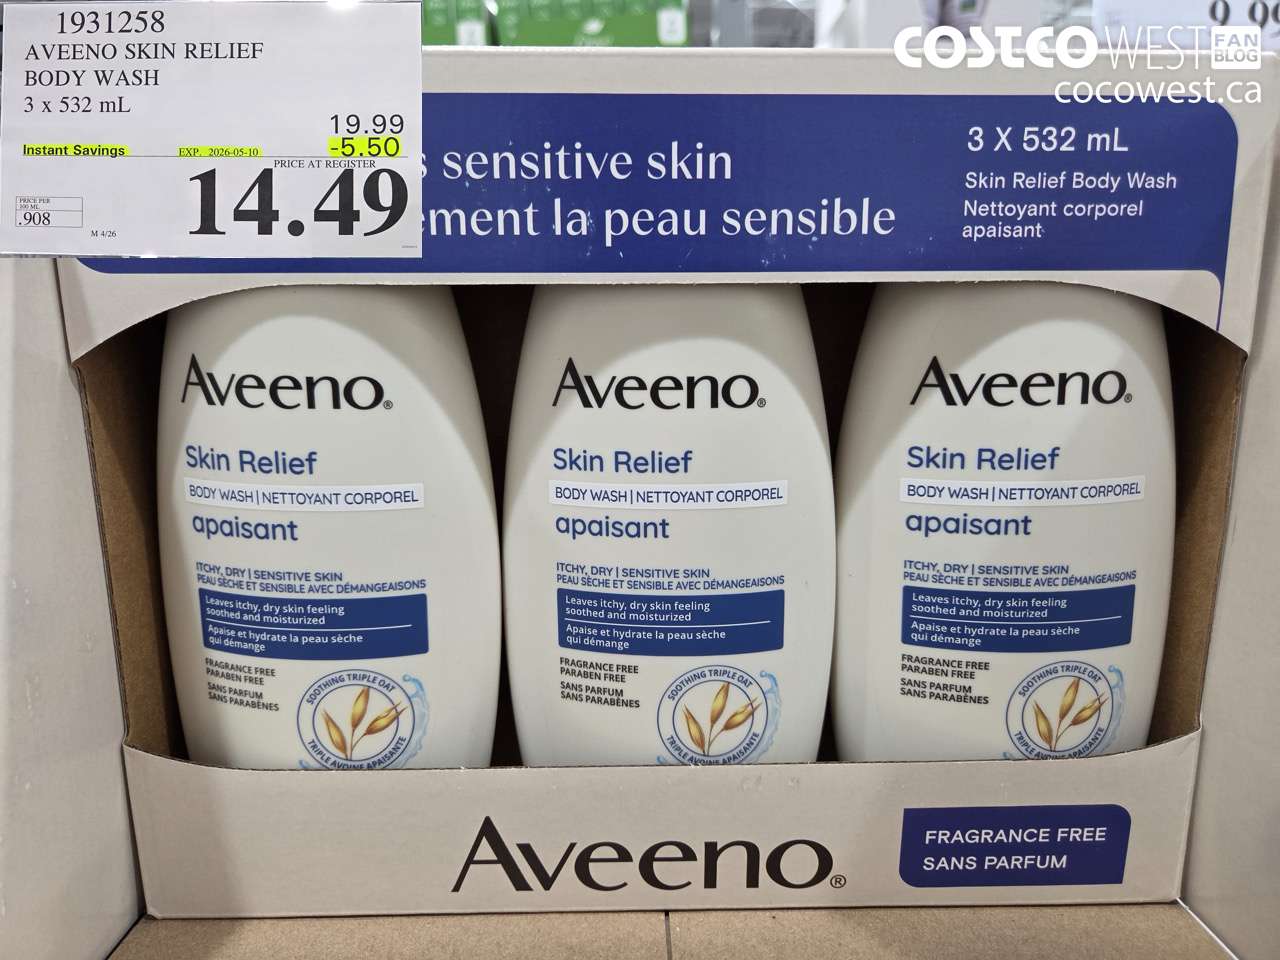 1931258
AVEENO SKIN RELIEF
BODY WASH
3 x 532 mL
19.99
Instant Savings EXP. 2026-05-10 -5.50
PRICE AT REGISTER
14.49
PRICE PER
100 ML
.908
M 4/26
COSTCO WEST FAN BLOG
cocowest.ca
sensitive skin
ement la peau sensible
3 X 532 mL
Skin Relief Body Wash
Nettoyant corporel
apaisant
Aveeno®
Skin Relief
BODY WASH | NETTOYANT CORPOREL
apaisant
ITCHY, DRY | SENSITIVE SKIN
PEAU SÈCHE ET SENSIBLE AVEC DÉMANGEAISONS
Leaves itchy, dry skin feeling
soothed and moisturized
Apaise et hydrate la peau sèche
qui démange
FRAGRANCE FREE
PARABEN FREE
SANS PARFUM
SANS PARABÈNES
SOOTHING TRIPLE OAT
TRIPLE AVOINE APAISANTE
Aveeno®
Skin Relief
BODY WASH | NETTOYANT CORPOREL
apaisant
ITCHY, DRY | SENSITIVE SKIN
PEAU SÈCHE ET SENSIBLE AVEC DÉMANGEAISONS
Leaves itchy, dry skin feeling
soothed and moisturized
Apaise et hydrate la peau sèche
qui démange
FRAGRANCE FREE
PARABEN FREE
SANS PARFUM
SANS PARABÈNES
SOOTHING TRIPLE OAT
TRIPLE AVOINE APAISANTE
Aveeno®
Skin Relief
BODY WASH | NETTOYANT CORPOREL
apaisant
ITCHY, DRY | SENSITIVE SKIN
PEAU SÈCHE ET SENSIBLE AVEC DÉMANGEAISONS
Leaves itchy, dry skin feeling
soothed and moisturized
Apaise et hydrate la peau sèche
qui démange
FRAGRANCE FREE
PARABEN FREE
SANS PARFUM
SANS PARABÈNES
SOOTHING TRIPLE OAT
TRIPLE AVOINE APAISANTE
Aveeno®
FRAGRANCE FREE
SANS PARFUM